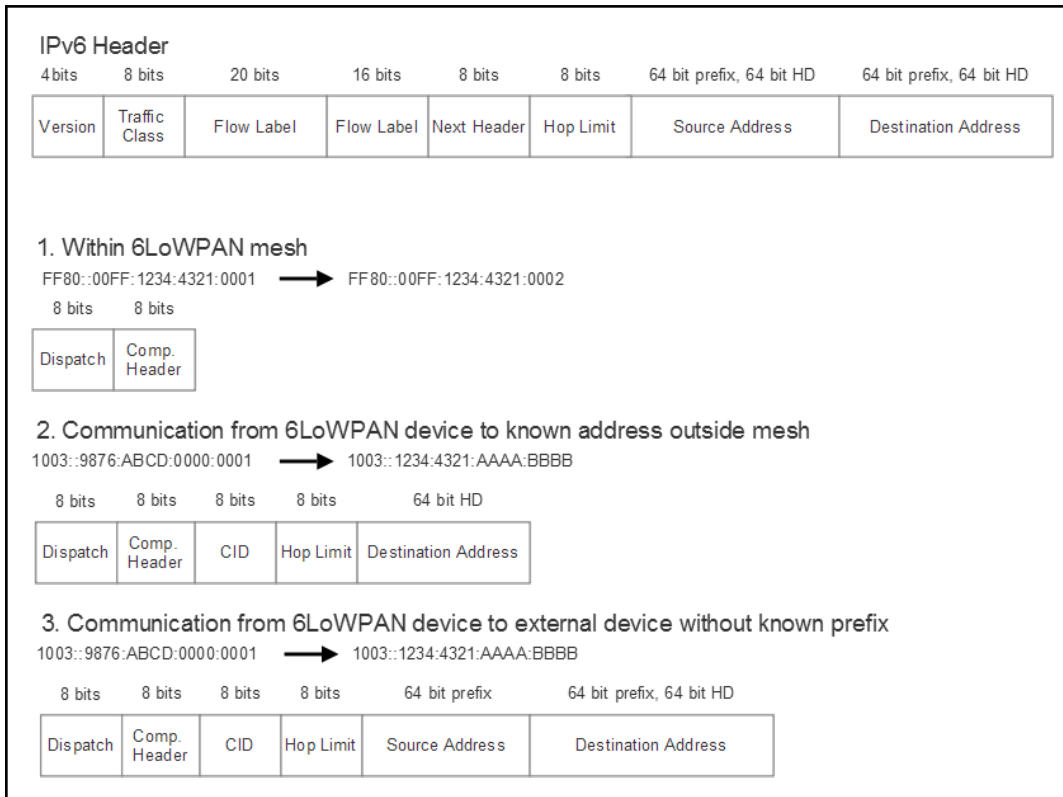 IPv6 Header
4bits 8 bits 20 bits 16 bits 8 bits 8 bits 64 bit prefix, 64 bit HD 64 bit prefix, 64 bit HD
Version Traffic Class Flow Label Flow Label Next Header Hop Limit Source Address Destination Address
1. Within 6LoWPAN mesh
FF80::00FF:1234:4321:0001 FF80::00FF:1234:4321:0002
8 bits 8 bits
Dispatch Comp. Header
2. Communication from 6LoWPAN device to known address outside mesh
1003::9876:ABCD:0000:0001 1003::1234:4321:AAAA:BBBB
8 bits 8 bits 8 bits 8 bits 64 bit HD
Dispatch Comp. Header CID Hop Limit Destination Address
3. Communication from 6LoWPAN device to external device without known prefix
1003::9876:ABCD:0000:0001 1003::1234:4321:AAAA:BBBB
8 bits 8 bits 8 bits 8 bits 64 bit prefix 64 bit prefix, 64 bit HD
Dispatch Comp. Header CID Hop Limit Source Address Destination Address